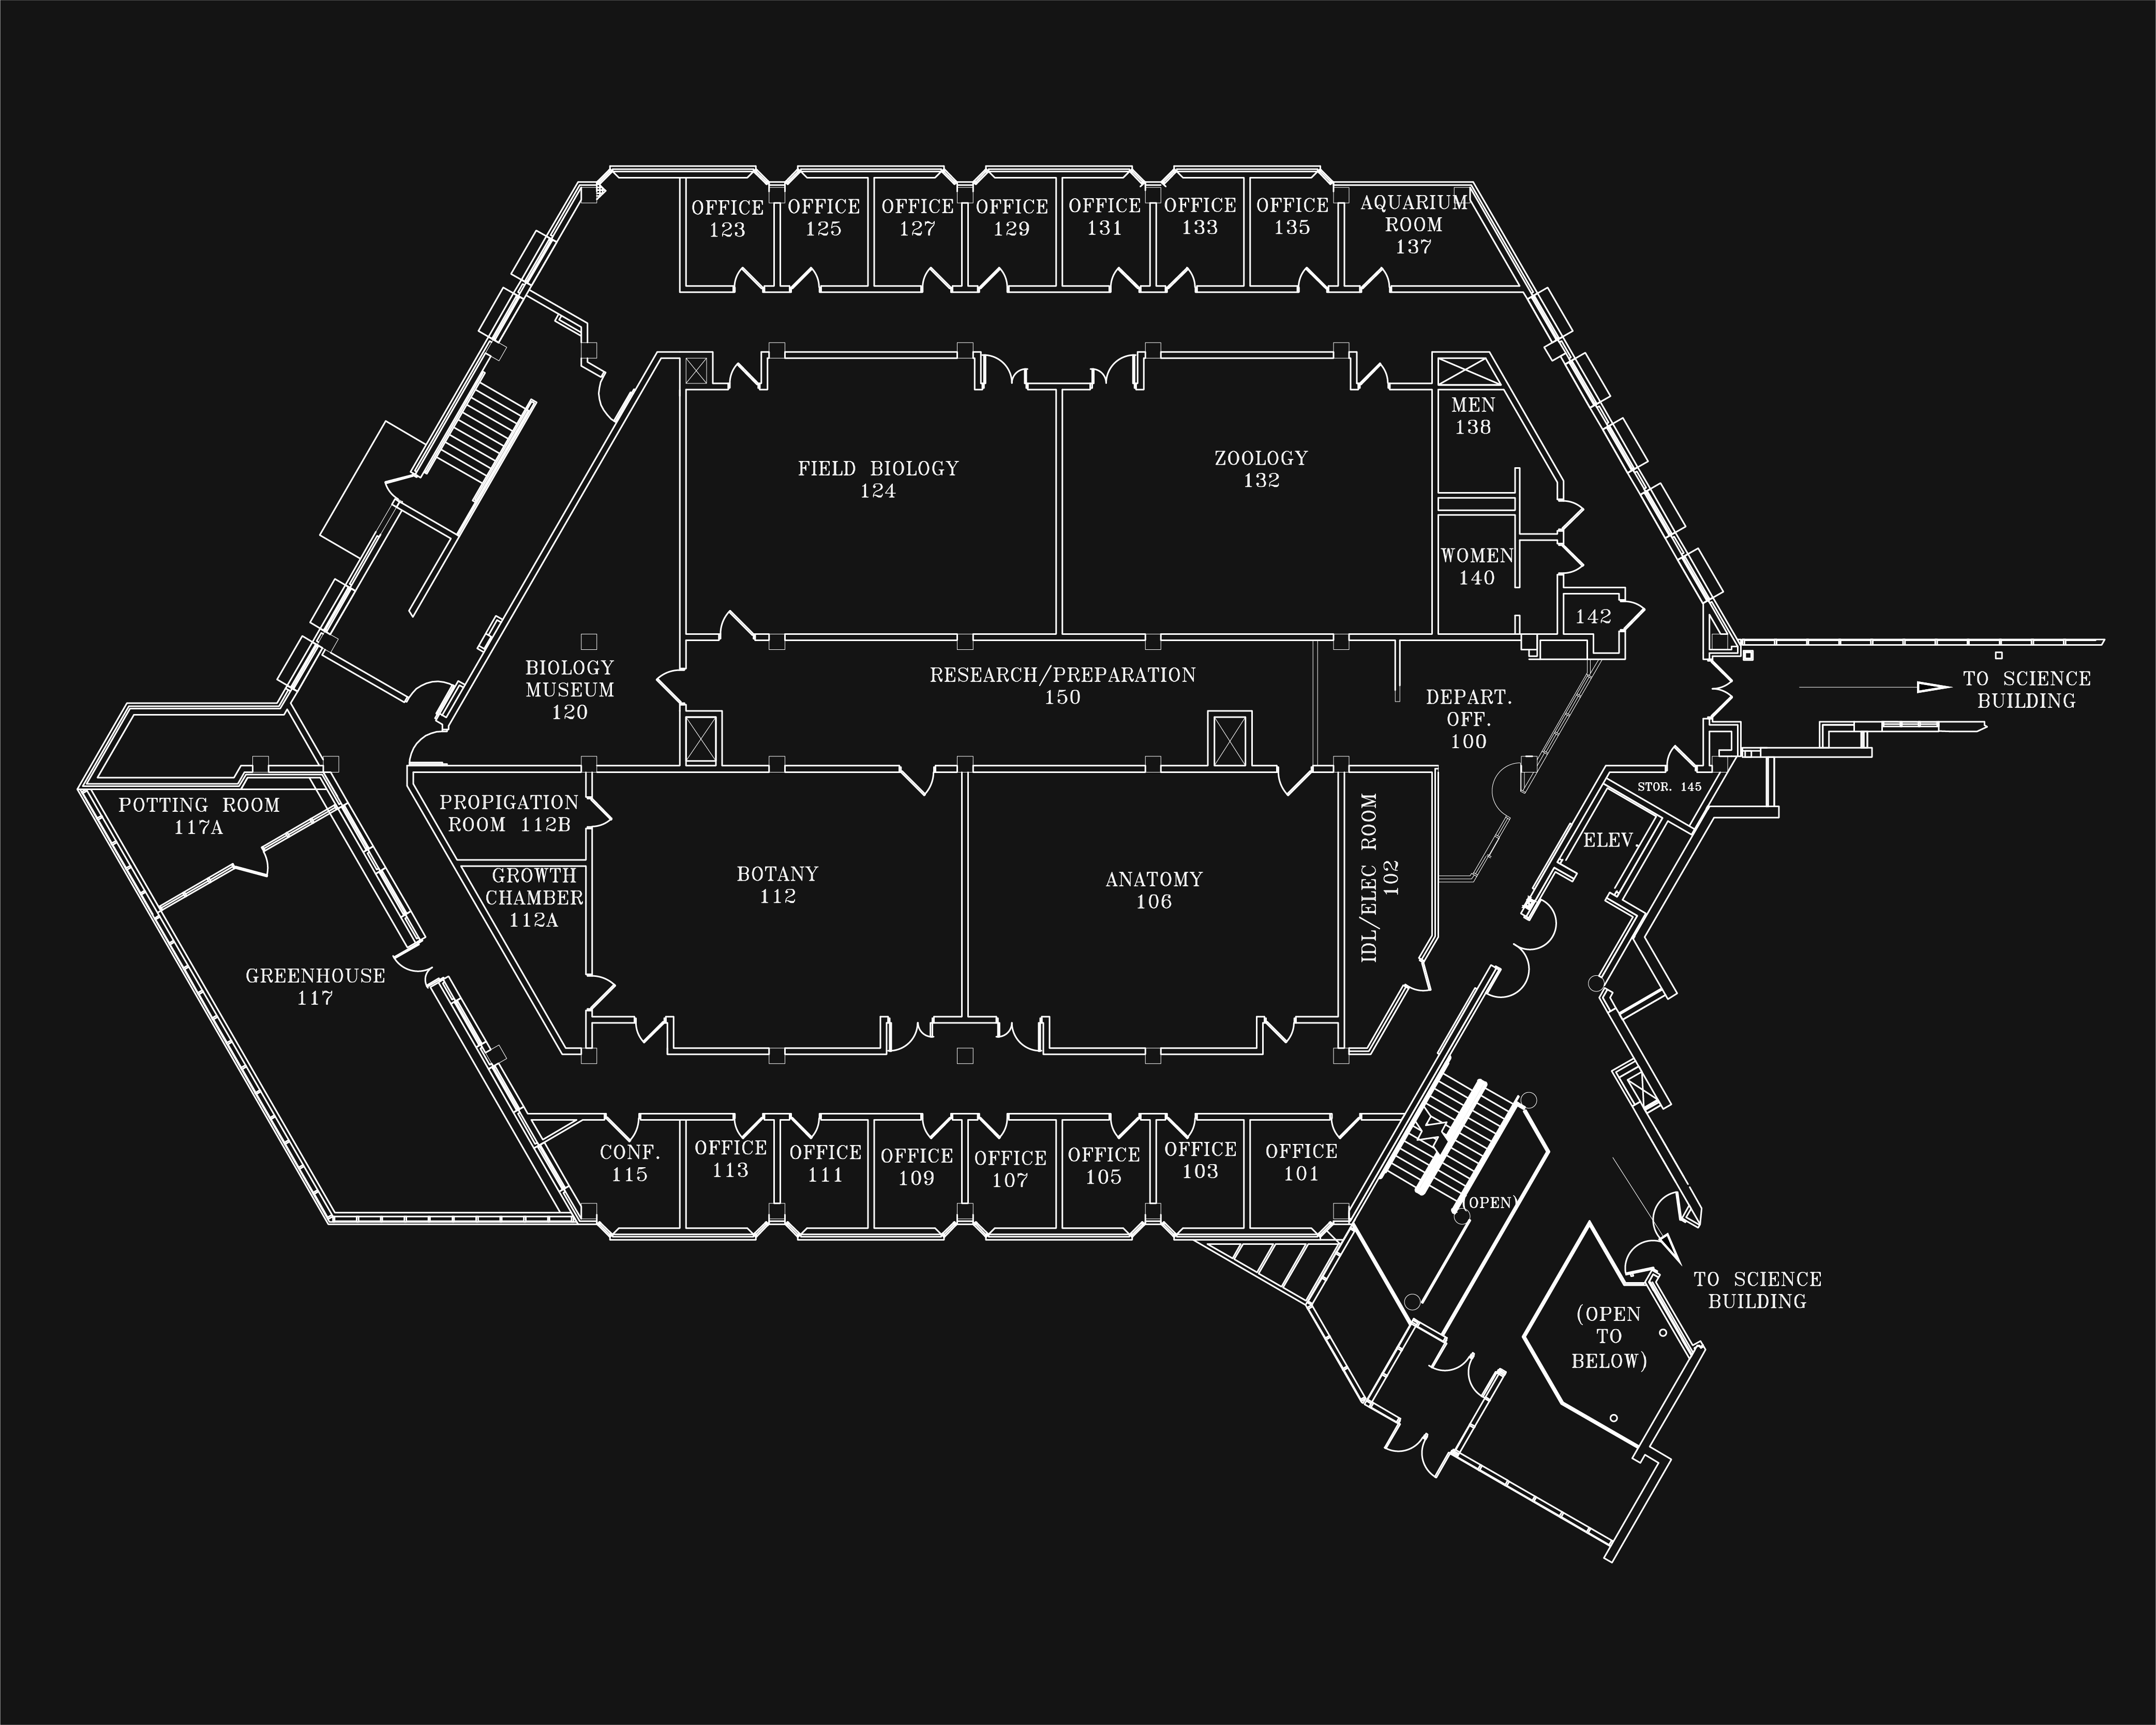 OFFICE
123
OFFICE
125
OFFICE
127
OFFICE
129
OFFICE
131
OFFICE
133
OFFICE
135
AQUARIUM
ROOM
137
MEN
138
FIELD BIOLOGY
124
ZOOLOGY
132
WOMEN
140
142
BIOLOGY
MUSEUM
120
RESEARCH/PREPARATION
150
DEPART.
OFF.
100
TO SCIENCE
BUILDING
STOR. 145
POTTING ROOM
117A
PROPIGATION
ROOM 112B
ELEV.
GROWTH
CHAMBER
112A
BOTANY
112
ANATOMY
106
IDL/ELEC ROOM
102
GREENHOUSE
117
CONF.
115
OFFICE
113
OFFICE
111
OFFICE
109
OFFICE
107
OFFICE
105
OFFICE
103
OFFICE
101
(OPEN)
TO SCIENCE
BUILDING
(OPEN
TO
BELOW)